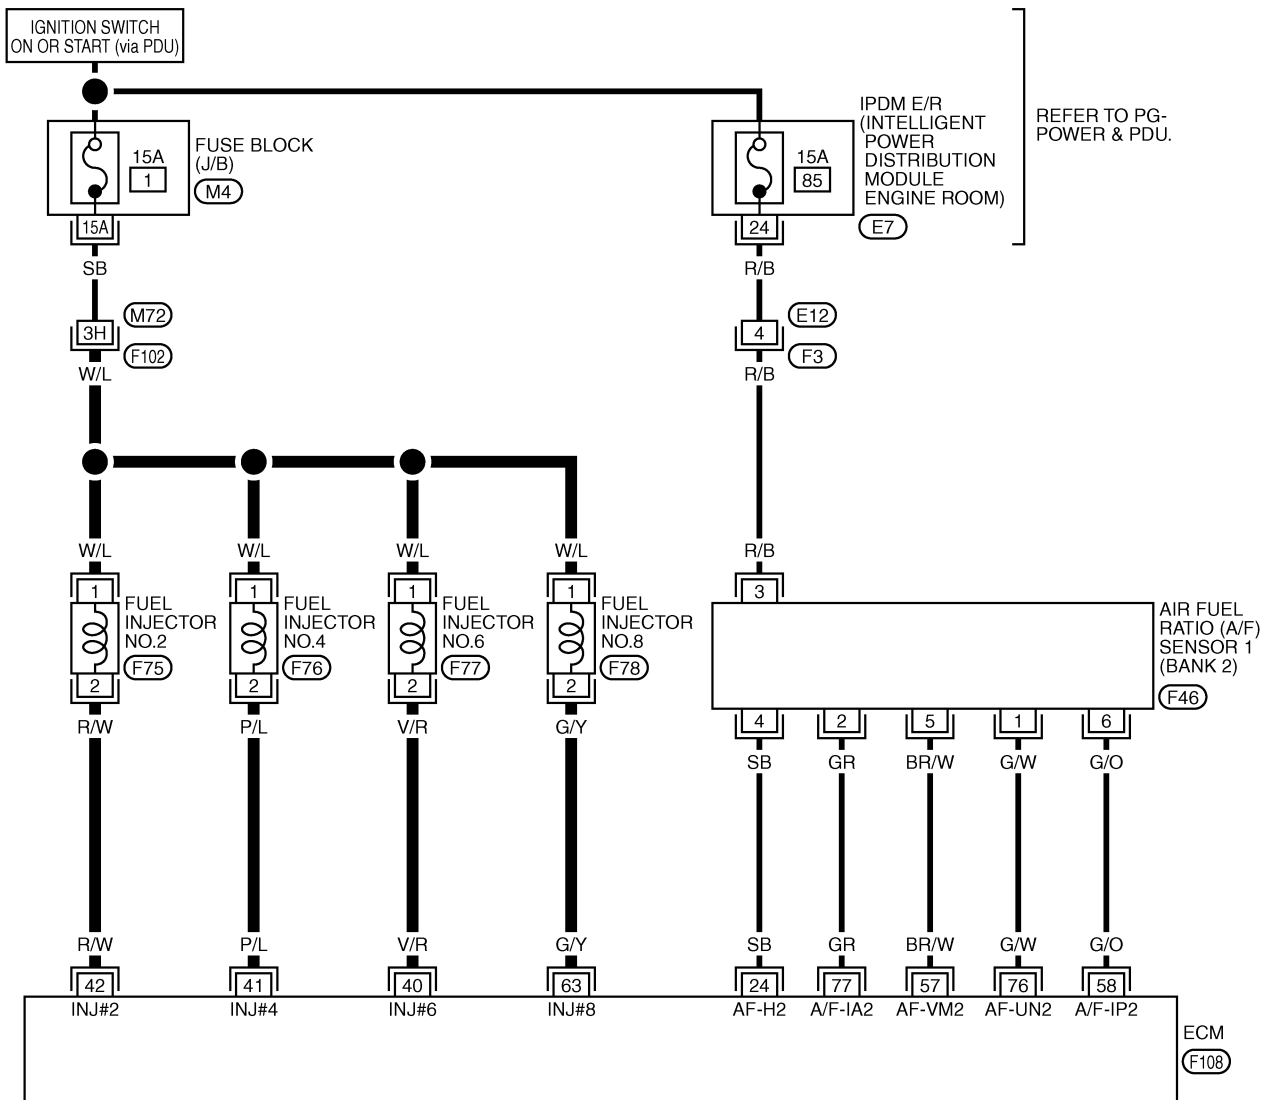 IGNITION SWITCH
ON OR START (via PDU)
FUSE BLOCK
(J/B)
M4
15A
1
15A
IPDM E/R
(INTELLIGENT
POWER
DISTRIBUTION
MODULE
ENGINE ROOM)
E7
15A
85
24
REFER TO PG-
POWER & PDU.
SB
R/B
M72
3H
F102
E12
4
F3
W/L
R/B
W/L
W/L
W/L
W/L
R/B
1
1
1
1
3
FUEL
INJECTOR
NO.2
F75
FUEL
INJECTOR
NO.4
F76
FUEL
INJECTOR
NO.6
F77
FUEL
INJECTOR
NO.8
F78
AIR FUEL
RATIO (A/F)
SENSOR 1
(BANK 2)
F46
2
2
2
2
4
2
5
1
6
R/W
P/L
V/R
G/Y
SB
GR
BR/W
G/W
G/O
R/W
P/L
V/R
G/Y
SB
GR
BR/W
G/W
G/O
42
41
40
63
24
77
57
76
58
INJ#2
INJ#4
INJ#6
INJ#8
AF-H2
A/F-IA2
AF-VM2
AF-UN2
A/F-IP2
ECM
F108